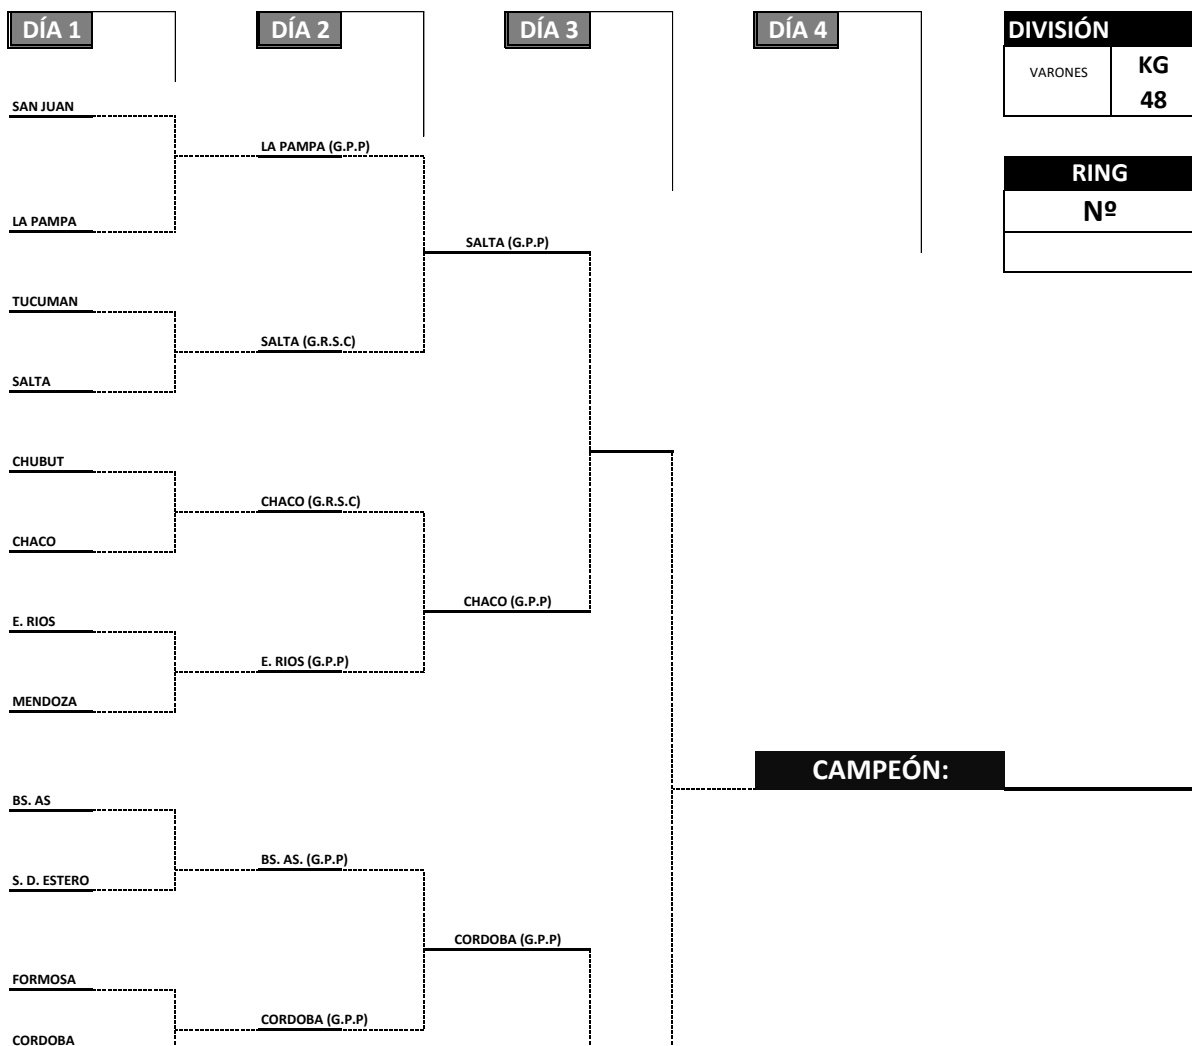 DÍA 1
DÍA 2
DÍA 3
DÍA 4
DIVISIÓN
VARONES
KG
48
SAN JUAN
LA PAMPA (G.P.P)
RING
Nº
LA PAMPA
SALTA (G.P.P)
TUCUMAN
SALTA (G.R.S.C)
SALTA
CHUBUT
CHACO (G.R.S.C)
CHACO
CHACO (G.P.P)
E. RIOS
E. RIOS (G.P.P)
MENDOZA
CAMPEÓN:
BS. AS
BS. AS. (G.P.P)
S. D. ESTERO
CORDOBA (G.P.P)
FORMOSA
CORDOBA (G.P.P)
CORDOBA